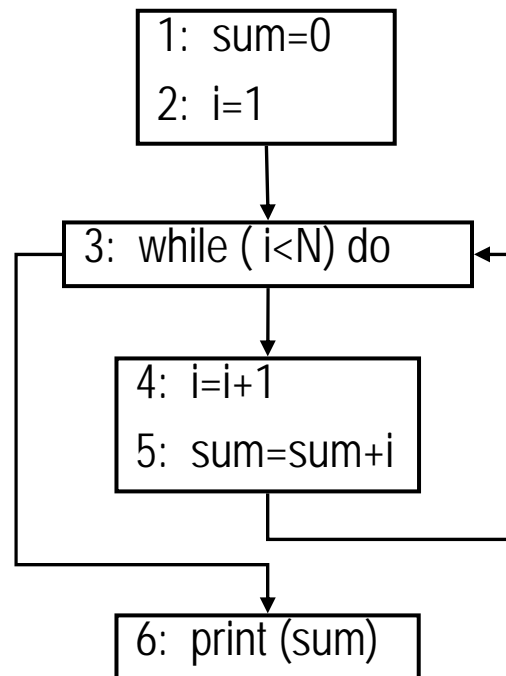 1: sum=0
2: i=1
3: while ( i<N) do
4: i=i+1
5: sum=sum+i
6: print (sum)